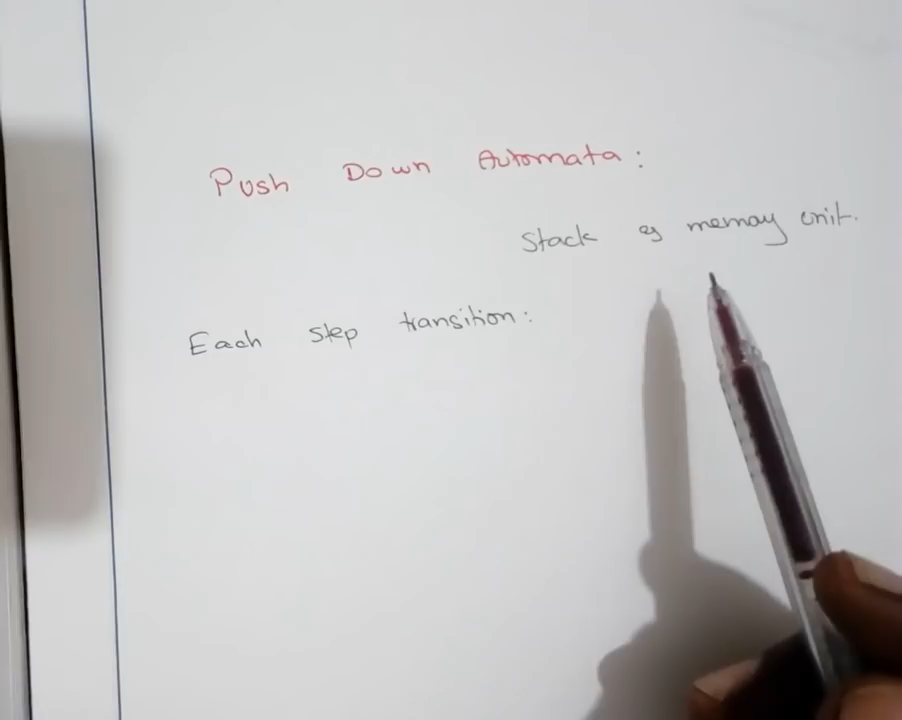 Push Down Automata:
Stack as memory unit.
Each step transition: